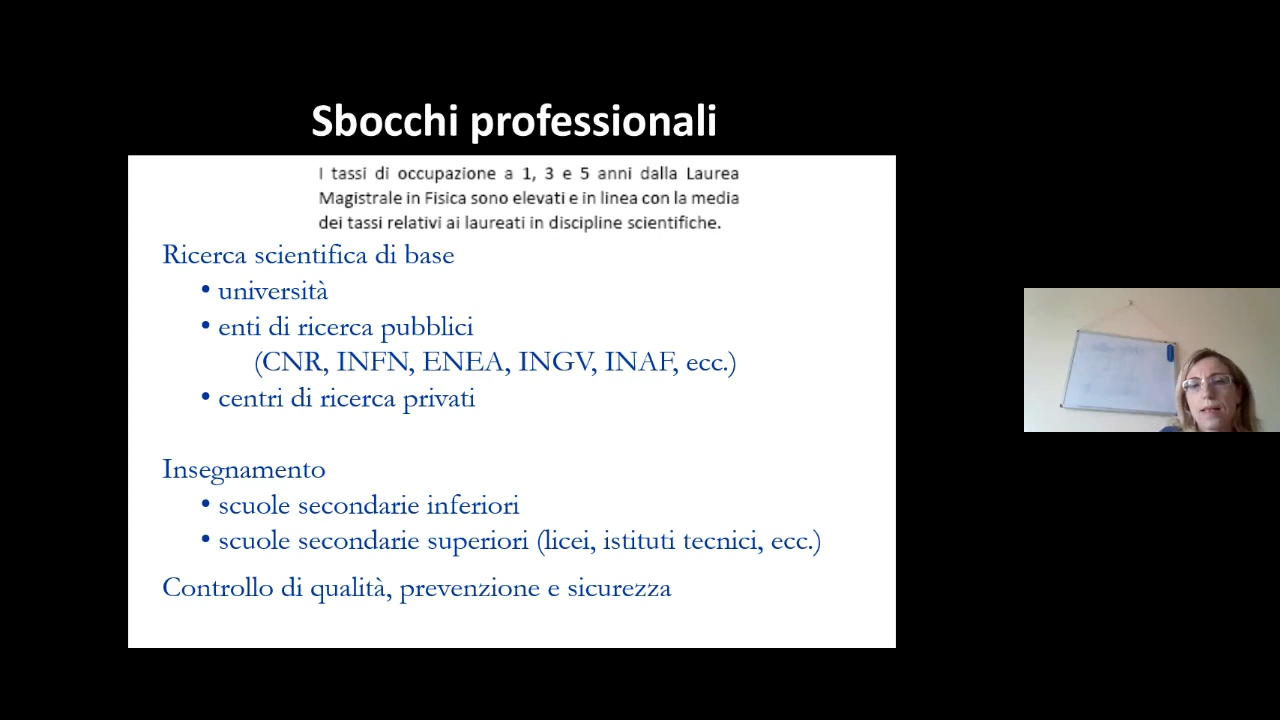 Sbocchi professionali
I tassi di occupazione a 1, 3 e 5 anni dalla Laurea
Magistrale in Fisica sono elevati e in linea con la media
dei tassi relativi ai laureati in discipline scientifiche.
Ricerca scientifica di base
• università
• enti di ricerca pubblici
(CNR, INFN, ENEA, INGV, INAF, ecc.)
• centri di ricerca privati
Insegnamento
• scuole secondarie inferiori
• scuole secondarie superiori (licei, istituti tecnici, ecc.)
Controllo di qualità, prevenzione e sicurezza